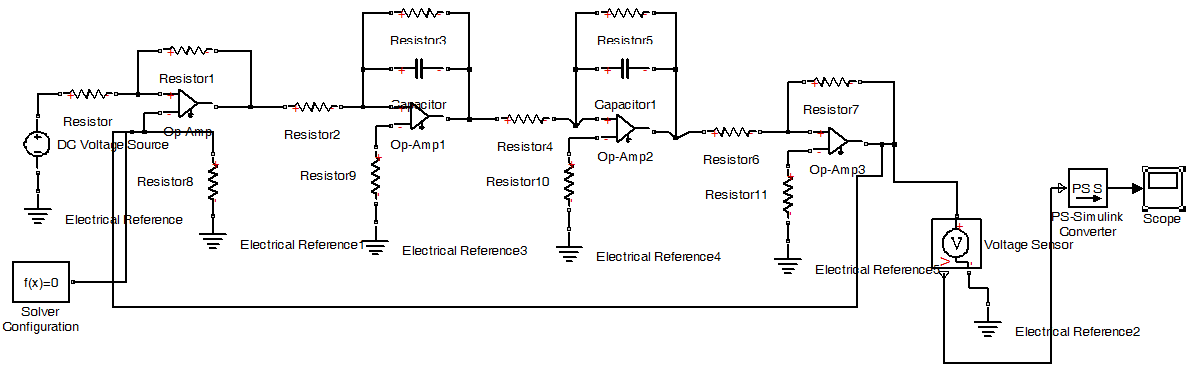 Resistor3
Resistor5
Resistor1
Resistor7
Capacitor
Capacitor1
Resistor
Op-Amp
Resistor2
Op-Amp1
Resistor4
Op-Amp2
Resistor6
Op-Amp3
DC Voltage Source
Resistor8
Resistor9
Resistor10
Resistor11
PS S
PS-Simulink
Converter
Scope
Electrical Reference
Electrical Reference1
Electrical Reference3
Electrical Reference4
Electrical Reference5
V
Voltage Sensor
f(x)=0
Solver
Configuration
Electrical Reference2